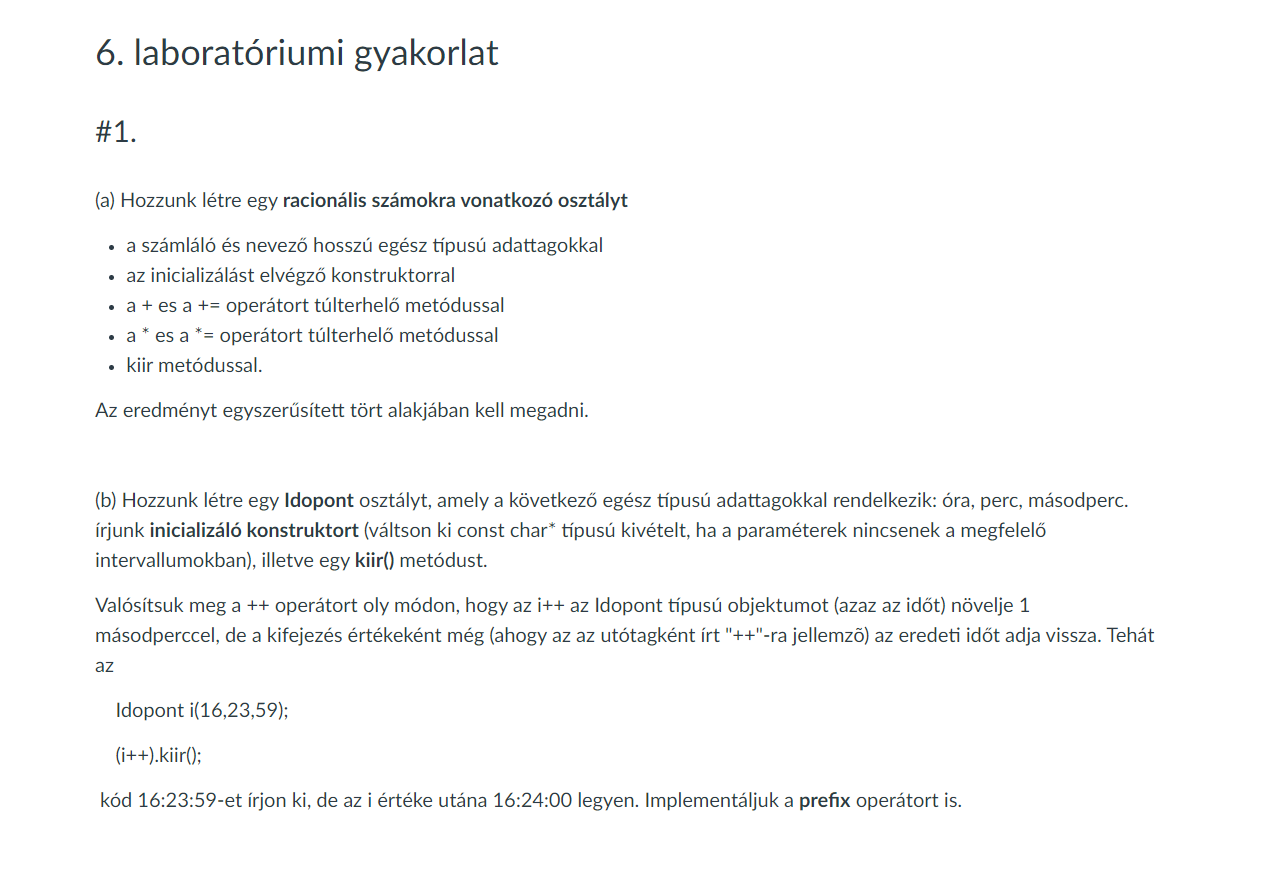 6. laboratóriumi gyakorlat
#1.
(a) Hozzunk létre egy racionális számokra vonatkozó osztályt
• a számláló és nevező hosszú egész típusú adattagokkal
• az inicializálást elvégző konstruktorral
• a + es a += operátort túlterhelő metódussal
• a * es a *= operátort túlterhelő metódussal
• kiir metódussal.
Az eredményt egyszerűsített tört alakjában kell megadni.
(b) Hozzunk létre egy Idopont osztályt, amely a következő egész típusú adattagokkal rendelkezik: óra, perc, másodperc.
írjunk inicializáló konstruktort (váltson ki const char* típusú kivételt, ha a paraméterek nincsenek a megfelelő
intervallumokban), illetve egy kiir() metódust.
Valósítsuk meg a ++ operátort oly módon, hogy az i++ az Idopont típusú objektumot (azaz az időt) növelje 1
másodperccel, de a kifejezés értékeként még (ahogy az az utótagként írt "++"-ra jellemzõ) az eredeti időt adja vissza. Tehát
az
Idopont i(16,23,59);
(i++).kiir();
kód 16:23:59-et írjon ki, de az i értéke utána 16:24:00 legyen. Implementáljuk a prefix operátort is.